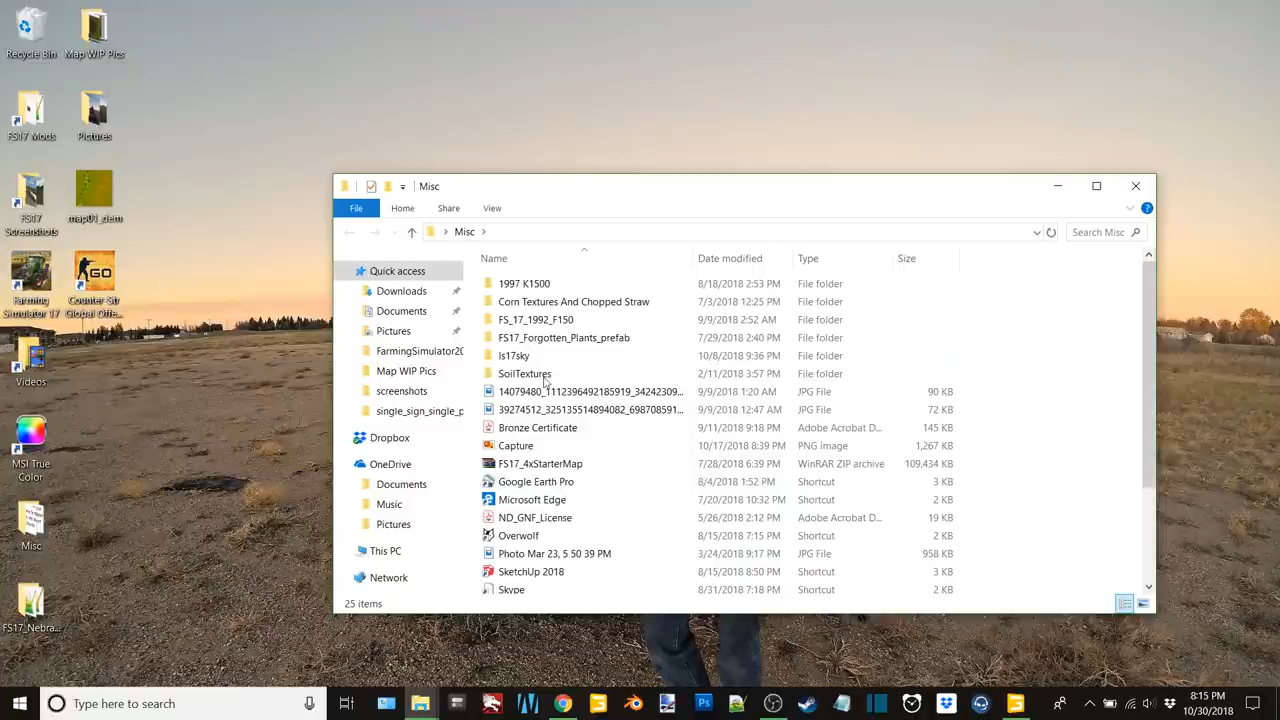 Recycle Bin
Map WIP Pics
FS17 Mods
Pictures
FS17 Screenshots
map01_dem
Farming Simulator 17
Counter-Str Global Offe...
Videos
MSI True Color
Misc
FS17_Nebra...
Misc
File Home Share View
Misc
Search Misc
Name Date modified Type Size
Quick access
Downloads
Documents
Pictures
FarmingSimulator20
Map WIP Pics
screenshots
single_sign_single_p
Dropbox
OneDrive
Documents
Music
Pictures
This PC
Network
1997 K1500 8/18/2018 2:53 PM File folder
Corn Textures And Chopped Straw 7/3/2018 12:25 PM File folder
FS_17_1992_F150 9/9/2018 2:52 AM File folder
FS17_Forgotten_Plants_prefab 7/29/2018 2:40 PM File folder
ls17sky 10/8/2018 9:36 PM File folder
SoilTextures 2/11/2018 3:57 PM File folder
14079480_1112396492185919_34242309... 9/9/2018 1:20 AM JPG File 90 KB
39274512_325135514894082_698708591... 9/9/2018 12:47 AM JPG File 72 KB
Bronze Certificate 9/11/2018 9:18 PM Adobe Acrobat D... 145 KB
Capture 10/17/2018 8:39 PM PNG image 1,267 KB
FS17_4xStarterMap 7/28/2018 6:39 PM WinRAR ZIP archive 109,434 KB
Google Earth Pro 8/4/2018 1:52 PM Shortcut 3 KB
Microsoft Edge 7/20/2018 10:32 PM Shortcut 2 KB
ND_GNF_License 5/26/2018 2:12 PM Adobe Acrobat D... 19 KB
Overwolf 8/15/2018 7:15 PM Shortcut 2 KB
Photo Mar 23, 5 50 39 PM 3/24/2018 9:17 PM JPG File 958 KB
SketchUp 2018 8/15/2018 8:50 PM Shortcut 3 KB
Skype 8/31/2018 7:18 PM Shortcut 2 KB
25 items
Type here to search
8:15 PM
10/30/2018